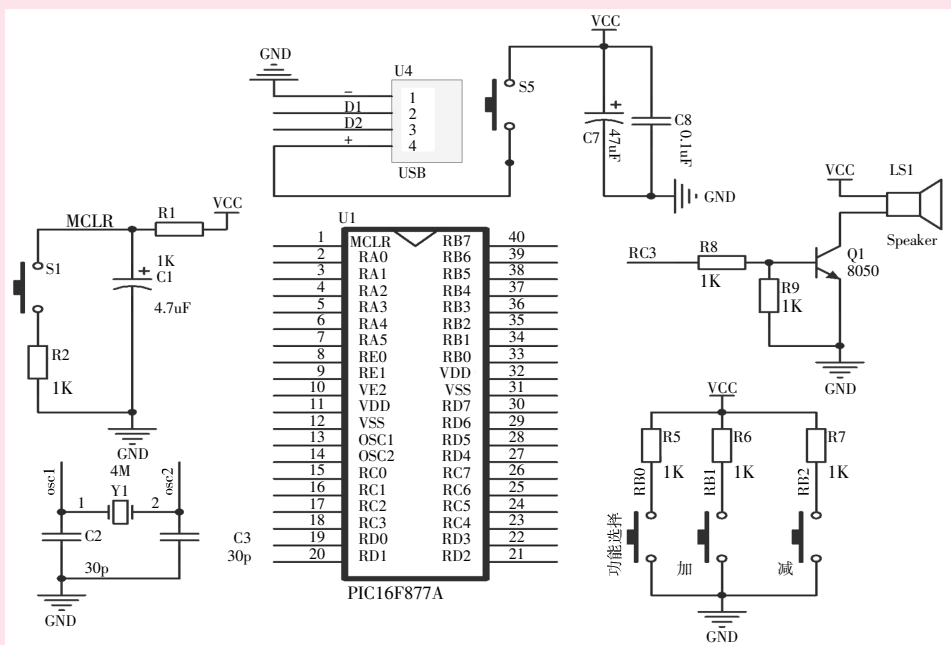 VCC
GND
U4
S5
−
1
D1
2
D2
3
+
4
USB
+
C7
47uF
C8
0.1uF
GND
VCC
LS1
Speaker
RC3
R8
1K
R9
1K
Q1
8050
GND
MCLR
R1
VCC
1K
S1
+
C1
4.7uF
R2
1K
GND
osc1
4M
osc2
1
Y1
2
C2
C3
30p
30p
GND
U1
1 MCLR RB7 40
2 RA0 RB6 39
3 RA1 RB5 38
4 RA2 RB4 37
5 RA3 RB3 36
6 RA4 RB2 35
7 RA5 RB1 34
8 RE0 RB0 33
9 RE1 VDD 32
10 VE2 VSS 31
11 VDD RD7 30
12 VSS RD6 29
13 OSC1 RD5 28
14 OSC2 RD4 27
15 RC0 RC7 26
16 RC1 RC6 25
17 RC2 RC5 24
18 RC3 RC4 23
19 RD0 RD3 22
20 RD1 RD2 21
PIC16F877A
VCC
R5
R6
R7
1K
1K
1K
RB0
RB1
RB2
功能选择
加
减
GND